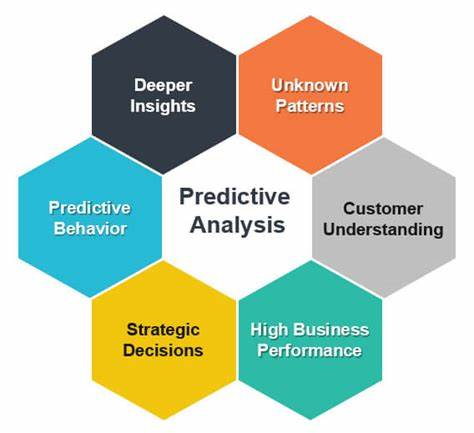 Deeper
Insights
Unknown
Patterns
Predictive
Behavior
Predictive
Analysis
Customer
Understanding
Strategic
Decisions
High Business
Performance